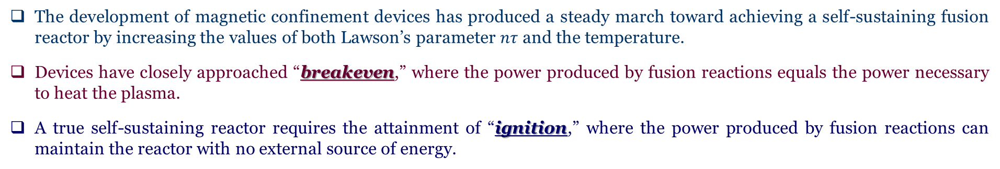 ❑ The development of magnetic confinement devices has produced a steady march toward achieving a self-sustaining fusion
reactor by increasing the values of both Lawson’s parameter 𝑛𝜏 and the temperature.
❑ Devices have closely approached “breakeven,” where the power produced by fusion reactions equals the power necessary
to heat the plasma.
❑ A true self-sustaining reactor requires the attainment of “ignition,” where the power produced by fusion reactions can
maintain the reactor with no external source of energy.